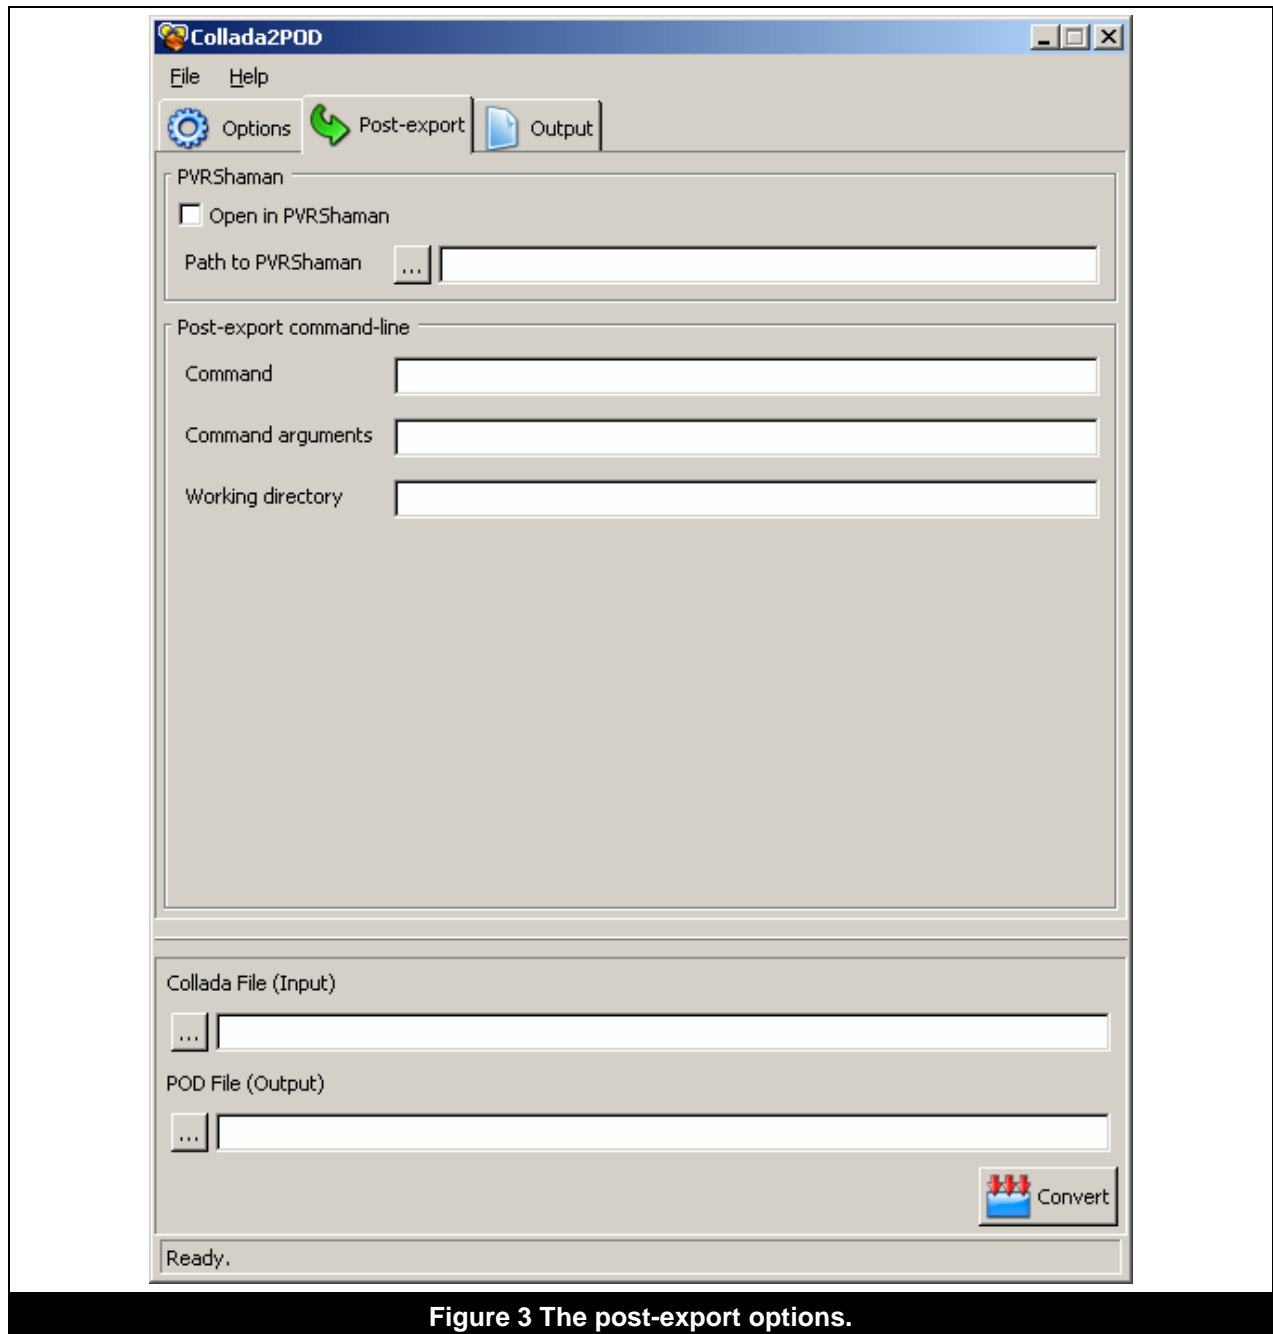 Collada2POD
File Help
Options Post-export Output
PVRShaman
Open in PVRShaman
Path to PVRShaman ...
Post-export command-line
Command
Command arguments
Working directory
Collada File (Input)
...
POD File (Output)
...
Convert
Ready.
Figure 3 The post-export options.